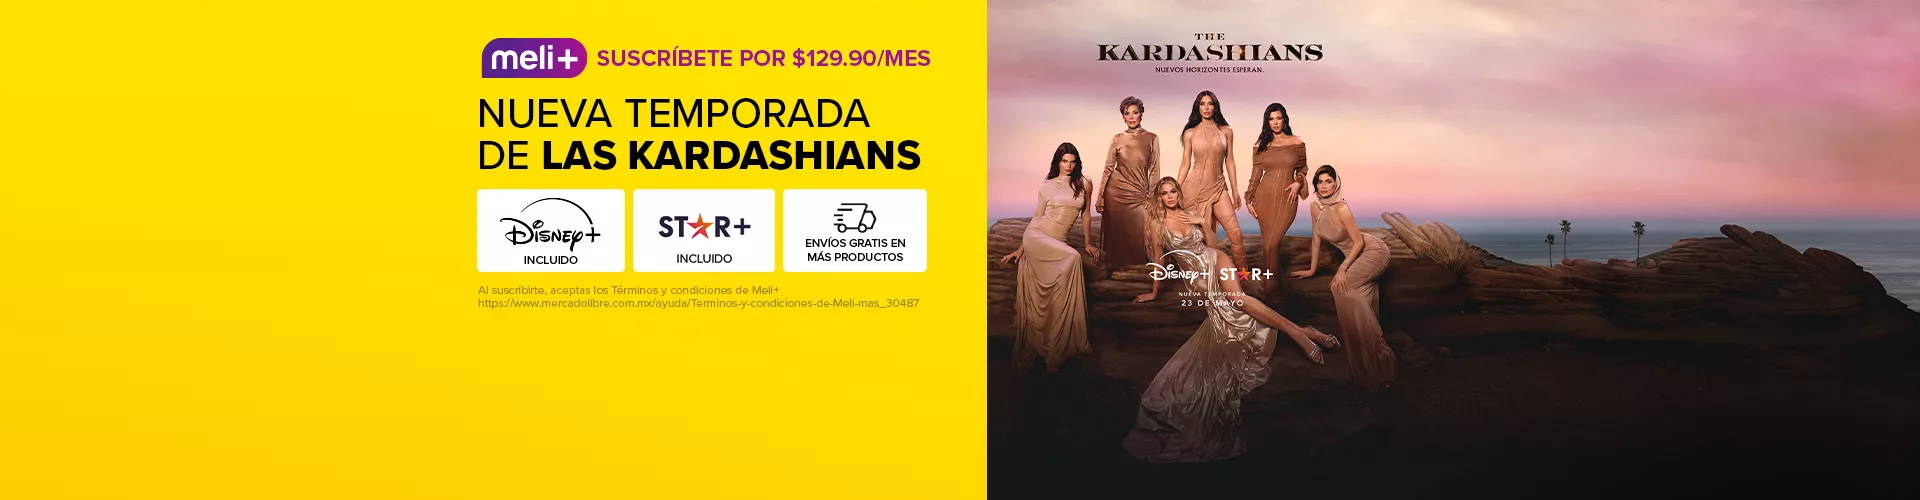 meli+ SUSCRÍBETE POR $129.90/MES
NUEVA TEMPORADA
DE LAS KARDASHIANS
Disney+
INCLUIDO
STAR+
INCLUIDO
ENVÍOS GRATIS EN
MÁS PRODUCTOS
Al suscribirte, aceptas los Términos y condiciones de Meli+
https://www.mercadolibre.com.mx/ayuda/Terminos-y-condiciones-de-Meli-mas_30487
THE
KARDASHIANS
NUEVOS HORIZONTES ESPERAN.
Disney+ STAR+
NUEVA TEMPORADA
23 DE MAYO